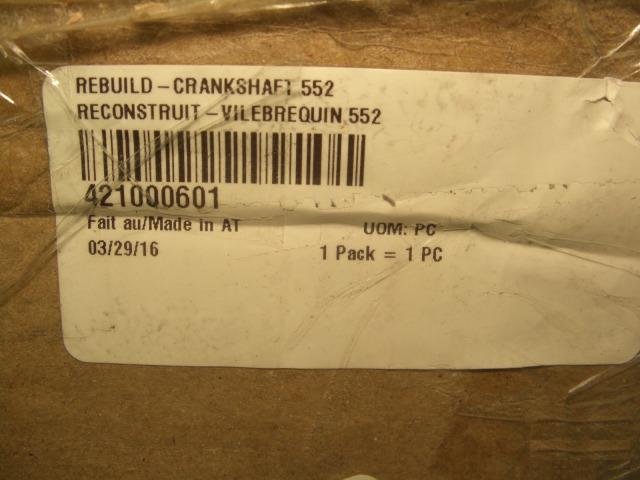 REBUILD - CRANKSHAFT 552
RECONSTRUIT - VILEBREQUIN 552
421000601
Fait au/Made in AT
UOM: PC
03/29/16
1 Pack = 1 PC